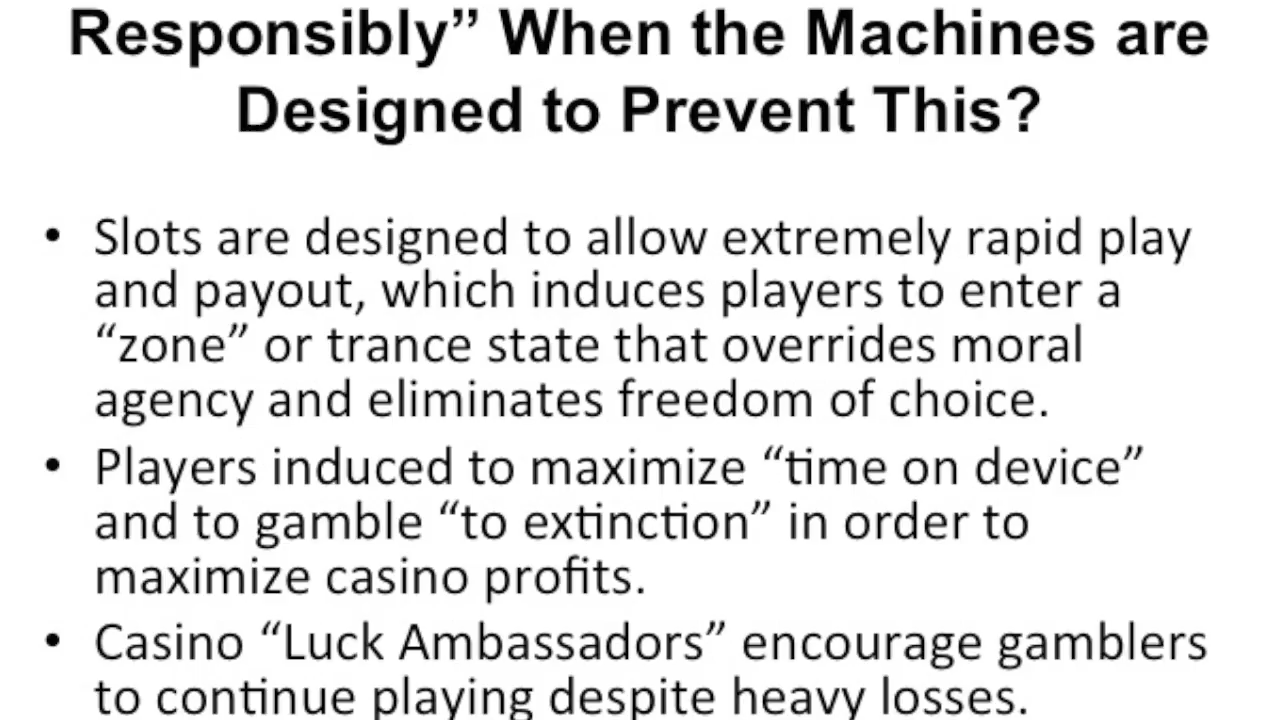 Responsibly” When the Machines are
Designed to Prevent This?
• Slots are designed to allow extremely rapid play
and payout, which induces players to enter a
“zone” or trance state that overrides moral
agency and eliminates freedom of choice.
• Players induced to maximize “time on device”
and to gamble “to extinction” in order to
maximize casino profits.
• Casino “Luck Ambassadors” encourage gamblers
to continue playing despite heavy losses.